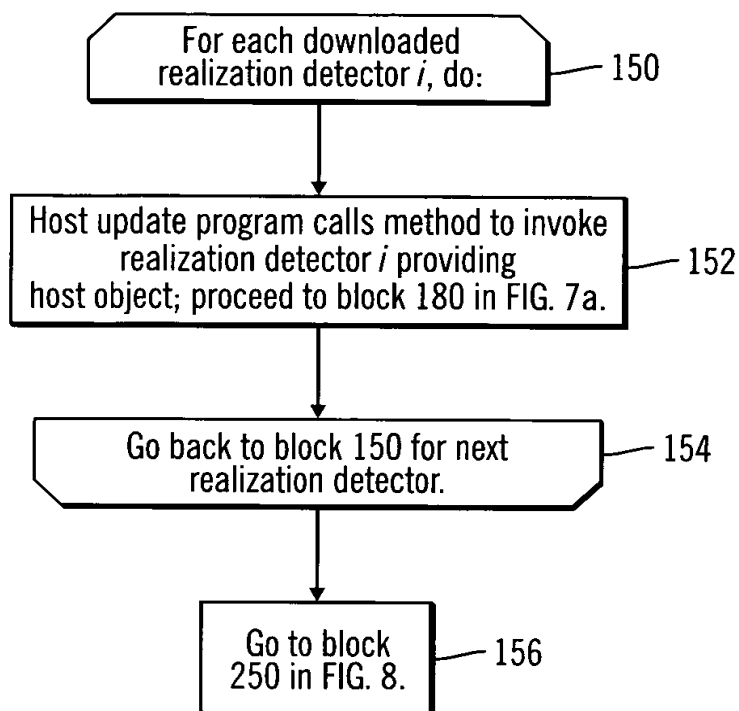 For each downloaded
realization detector i, do:
150
Host update program calls method to invoke
realization detector i providing
host object; proceed to block 180 in FIG. 7a.
152
Go back to block 150 for next
realization detector.
154
Go to block
250 in FIG. 8.
156